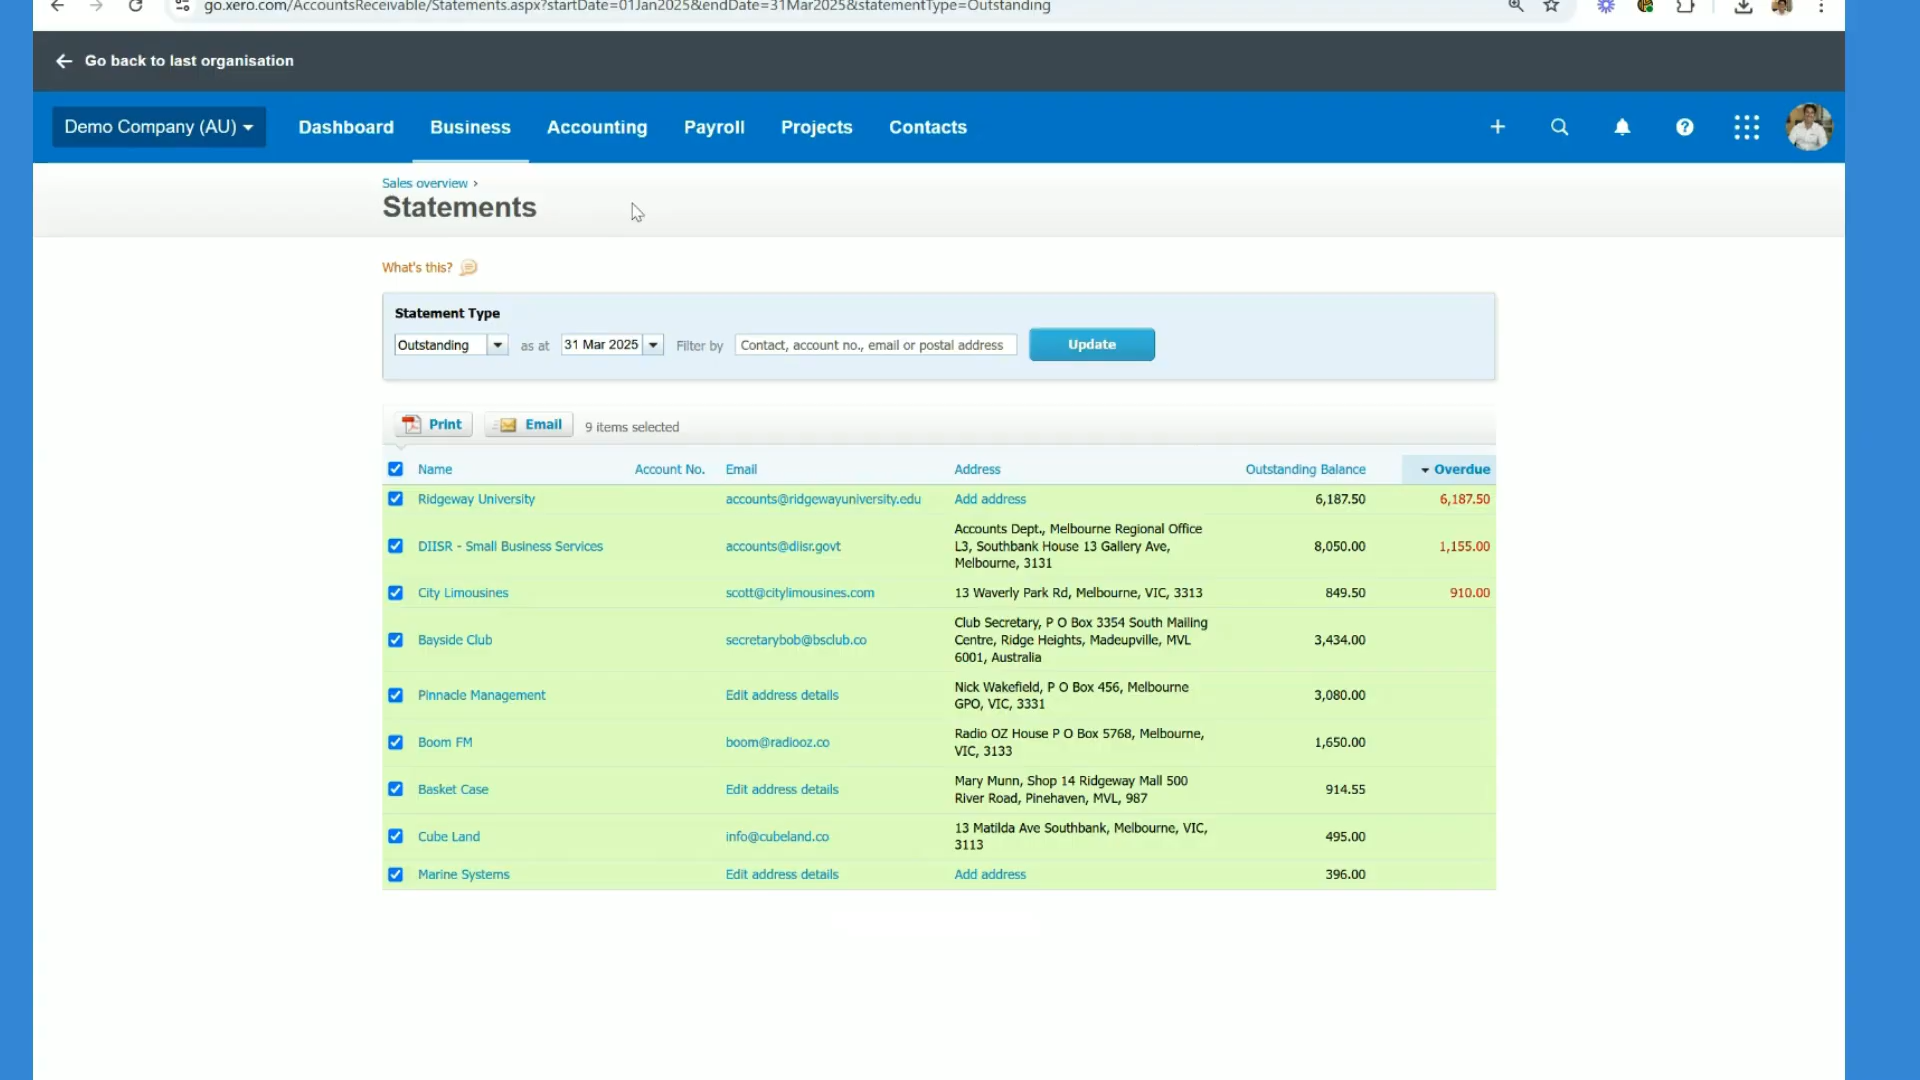 go.xero.com/AccountsReceivable/Statements.aspx?startDate=01Jan2025&endDate=31Mar2025&statementType=Outstanding
Go back to last organisation
Demo Company (AU) Dashboard Business Accounting Payroll Projects Contacts
Sales overview ›
Statements
What's this?
Statement Type
Outstanding as at 31 Mar 2025 Filter by Contact, account no., email or postal address Update
Print Email 9 items selected
Name Account No. Email Address Outstanding Balance Overdue
Ridgeway University accounts@ridgewayuniversity.edu Add address 6,187.50 6,187.50
Accounts Dept., Melbourne Regional Office
DIISR - Small Business Services accounts@diisr.govt L3, Southbank House 13 Gallery Ave, 8,050.00 1,155.00
Melbourne, 3131
City Limousines scott@citylimousines.com 13 Waverly Park Rd, Melbourne, VIC, 3313 849.50 910.00
Club Secretary, P O Box 3354 South Mailing
Bayside Club secretarybob@bsclub.co Centre, Ridge Heights, Madeupville, MVL 3,434.00
6001, Australia
Nick Wakefield, P O Box 456, Melbourne
Pinnacle Management Edit address details 3,080.00
GPO, VIC, 3331
Radio OZ House P O Box 5768, Melbourne,
Boom FM boom@radiooz.co 1,650.00
VIC, 3133
Mary Munn, Shop 14 Ridgeway Mall 500
Basket Case Edit address details 914.55
River Road, Pinehaven, MVL, 987
13 Matilda Ave Southbank, Melbourne, VIC,
Cube Land info@cubeland.co 495.00
3113
Marine Systems Edit address details Add address 396.00